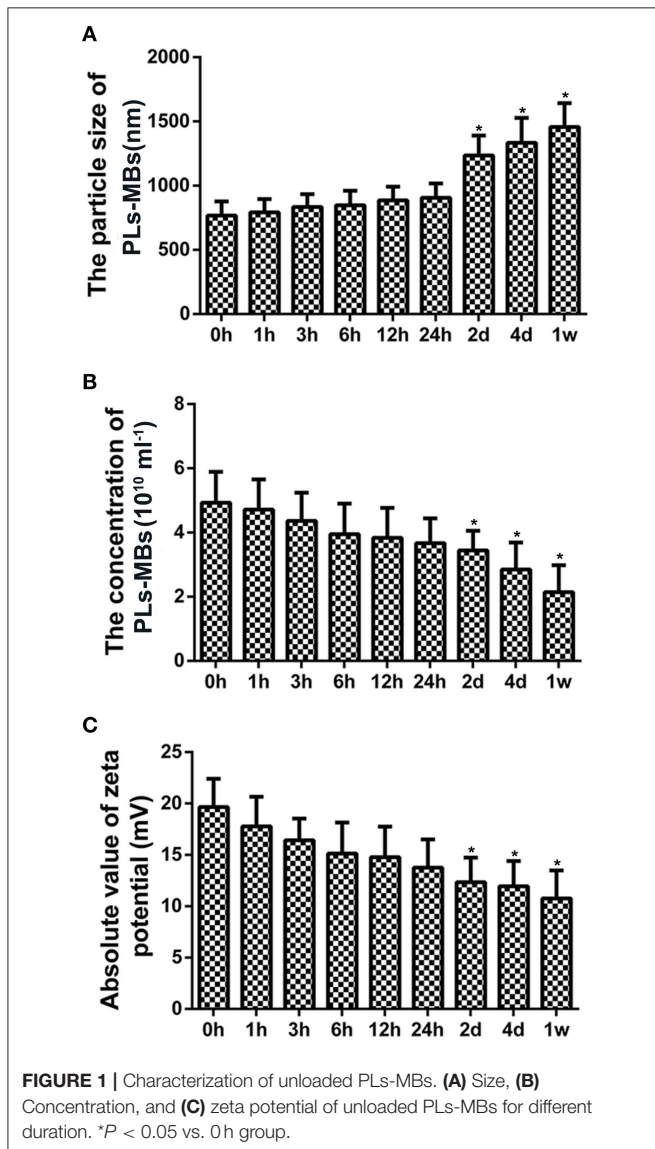 A
The particle size of
PLs-MBs(nm)
2000
1500
1000
500
0
* * *
0h 1h 3h 6h 12h 24h 2d 4d 1w
B
The concentration of
PLs-MBs (10¹⁰ ml⁻¹)
8
6
4
2
0
* * *
0h 1h 3h 6h 12h 24h 2d 4d 1w
C
Absolute value of zeta
potential (mV)
25
20
15
10
5
0
* * *
0h 1h 3h 6h 12h 24h 2d 4d 1w
FIGURE 1 | Characterization of unloaded PLs-MBs. (A) Size, (B)
Concentration, and (C) zeta potential of unloaded PLs-MBs for different
duration. *P < 0.05 vs. 0 h group.